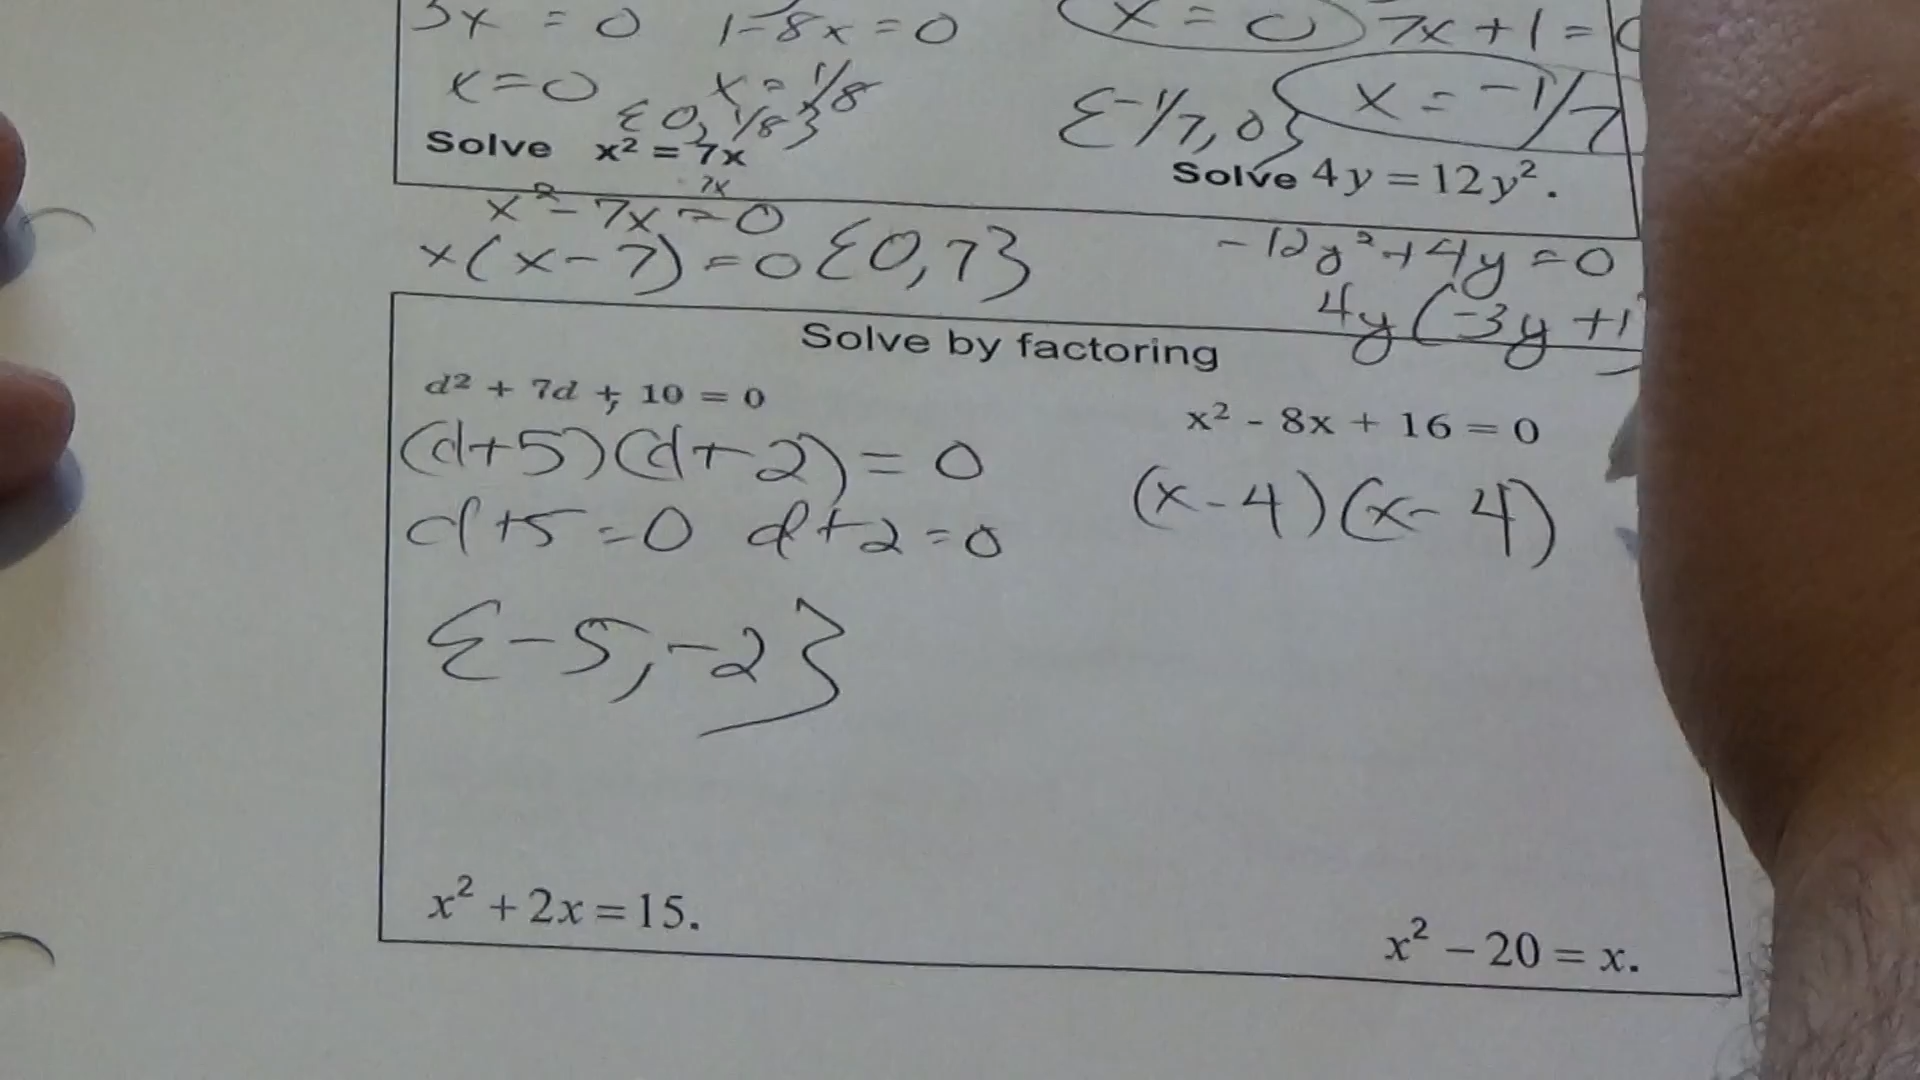 3x = 0 1-8x = 0
x = 0 7x + 1 =
x = 0 x = 1/8
{0, 1/8}
{-1/7, 0} x = -1/7
Solve x² = 7x
Solve 4y = 12y².
7x
x² - 7x = 0
x(x - 7) = 0 {0, 7}
-12y² + 4y = 0
4y(-3y + 1
Solve by factoring
d² + 7d + 10 = 0
(d+5)(d+2) = 0
d+5 = 0 d+2 = 0
{-5, -2}
x² - 8x + 16 = 0
(x - 4)(x - 4)
x² + 2x = 15.
x² - 20 = x.